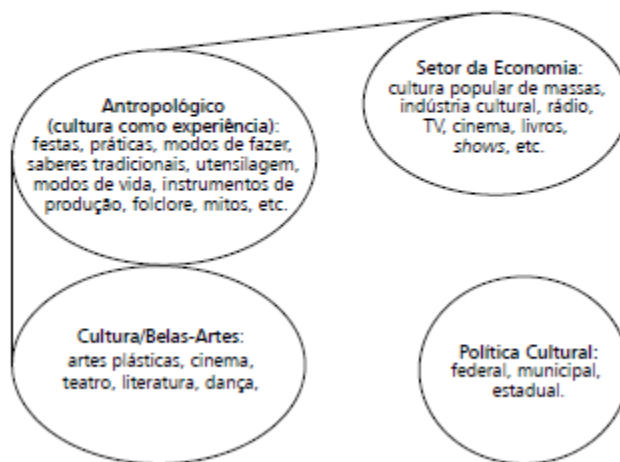 Antropológico
(cultura como experiência):
festas, práticas, modos de fazer,
saberes tradicionais, utensilagem,
modos de vida, instrumentos de
produção, folclore, mitos, etc.
Setor da Economia:
cultura popular de massas,
indústria cultural, rádio,
TV, cinema, livros,
shows, etc.
Cultura/Belas-Artes:
artes plásticas, cinema,
teatro, literatura, dança,
Política Cultural:
federal, municipal,
estadual.